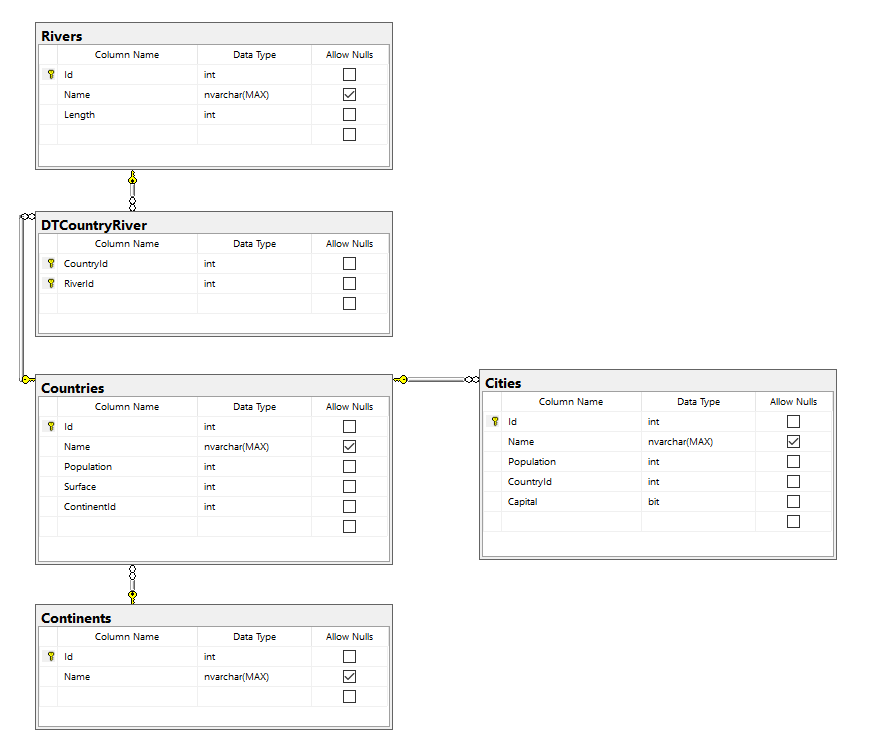 Rivers
Column Name Data Type Allow Nulls
Id int
Name nvarchar(MAX)
Length int
DTCountryRiver
Column Name Data Type Allow Nulls
CountryId int
RiverId int
Countries
Column Name Data Type Allow Nulls
Id int
Name nvarchar(MAX)
Population int
Surface int
ContinentId int
Cities
Column Name Data Type Allow Nulls
Id int
Name nvarchar(MAX)
Population int
CountryId int
Capital bit
Continents
Column Name Data Type Allow Nulls
Id int
Name nvarchar(MAX)